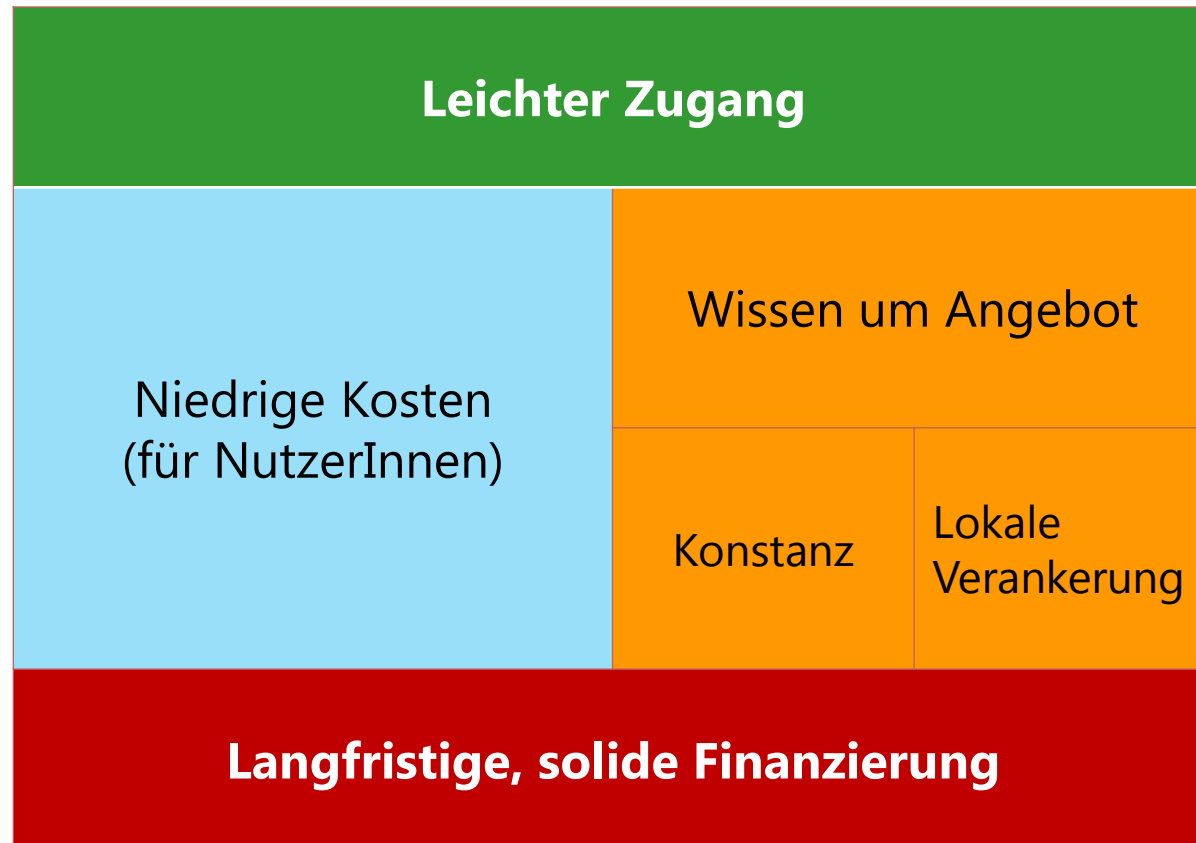 Leichter Zugang
Wissen um Angebot
Niedrige Kosten
(für NutzerInnen)
Konstanz
Lokale
Verankerung
Langfristige, solide Finanzierung